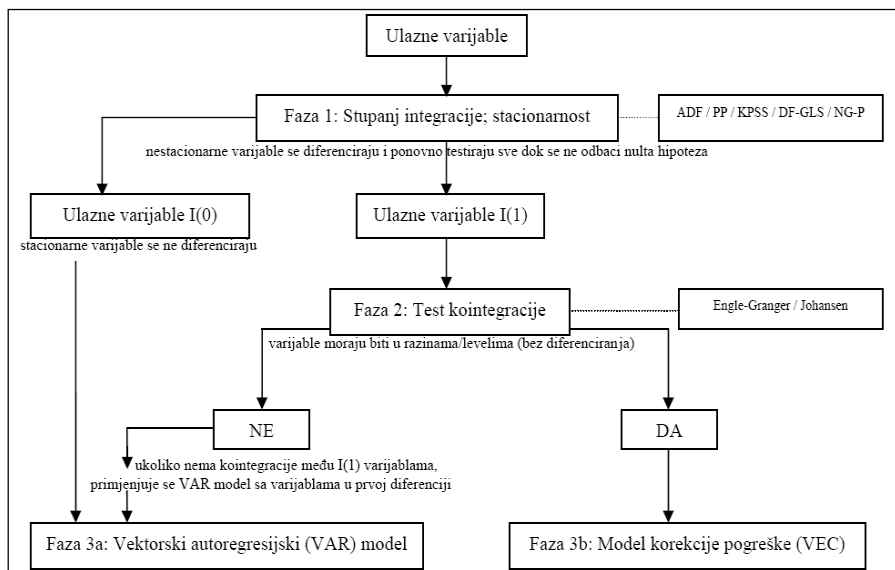 Ulazne varijable
Faza 1: Stupanj integracije; stacionarnost
ADF / PP / KPSS / DF-GLS / NG-P
nestacionarne varijable se diferenciraju i ponovno testiraju sve dok se ne odbaci nulta hipoteza
Ulazne varijable I(0)
Ulazne varijable I(1)
stacionarne varijable se ne diferenciraju
Faza 2: Test kointegracije
Engle-Granger / Johansen
varijable moraju biti u razinama/levelima (bez diferenciranja)
NE
DA
ukoliko nema kointegracije među I(1) varijablama,
primjenjuje se VAR model sa varijablama u prvoj diferenciji
Faza 3a: Vektorski autoregresijski (VAR) model
Faza 3b: Model korekcije pogreške (VEC)